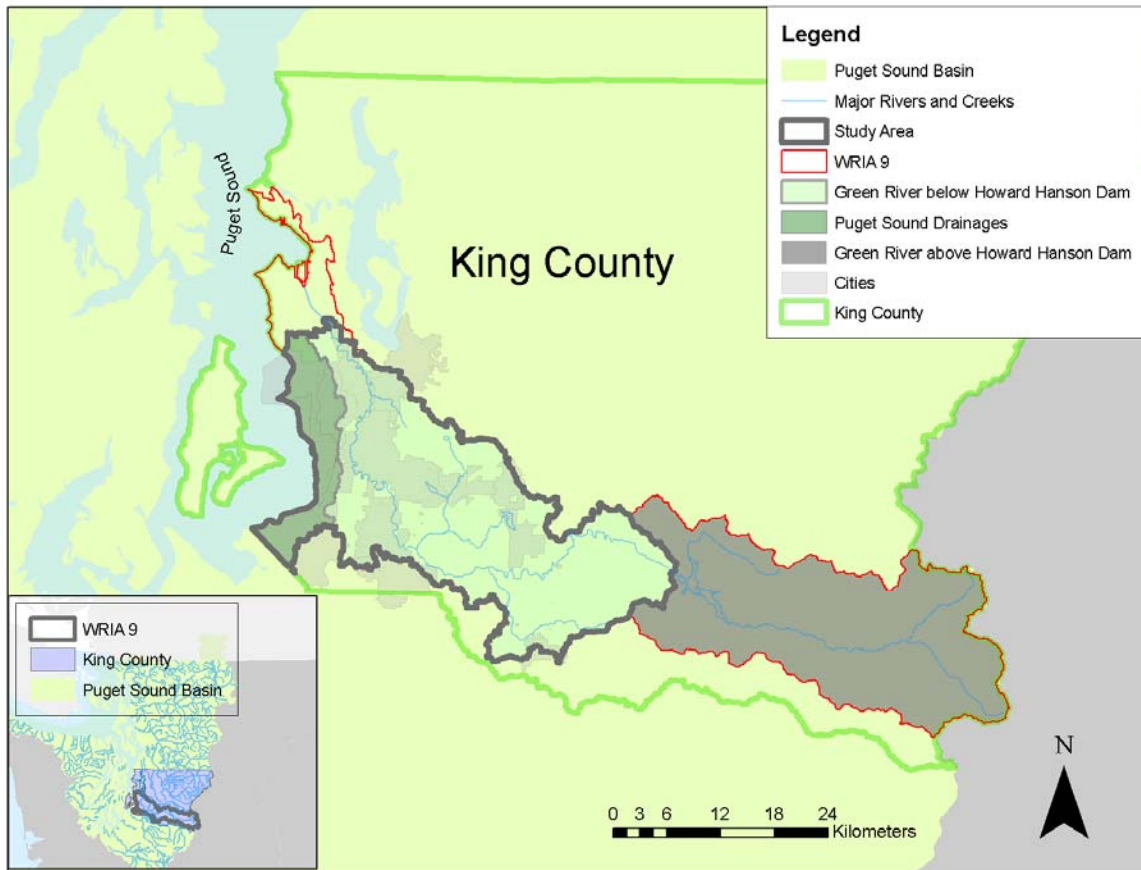 Legend
Puget Sound Basin
Major Rivers and Creeks
Study Area
WRIA 9
Green River below Howard Hanson Dam
Puget Sound Drainages
Green River above Howard Hanson Dam
Cities
King County
Puget Sound
King County
WRIA 9
King County
Puget Sound Basin
N
0 3 6 12 18 24
Kilometers